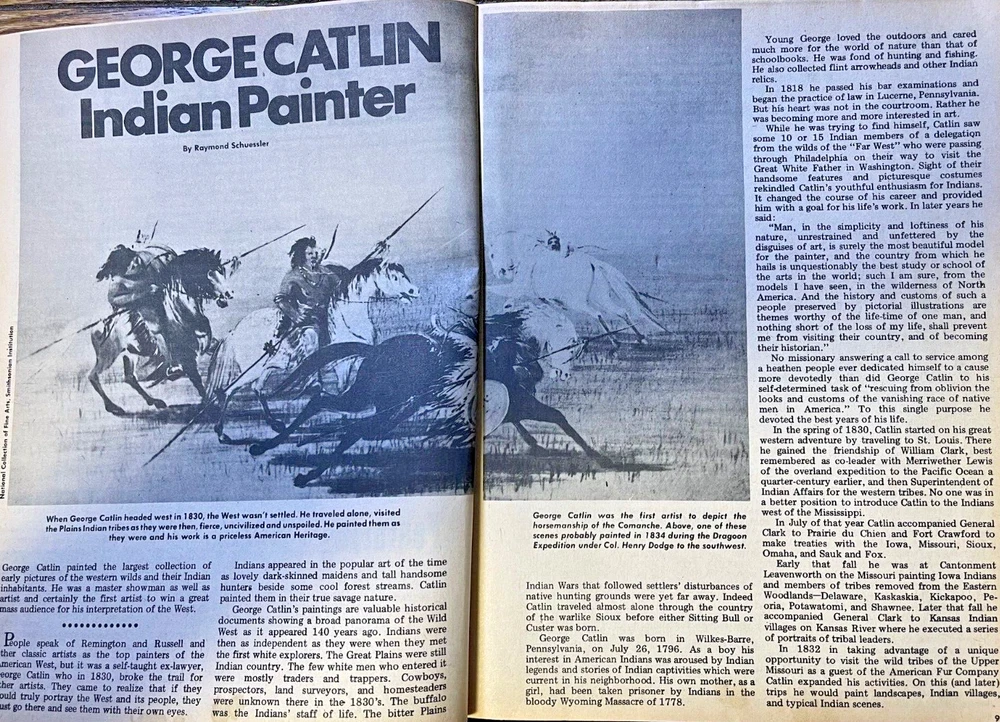 GEORGE CATLIN
Indian Painter
By Raymond Schuessler
National Collection of Fine Arts, Smithsonian Institution
When George Catlin headed west in 1830, the West wasn't settled. He traveled alone, visited
the Plains Indian tribes as they were then, fierce, uncivilized and unspoiled. He painted them as
they were and his work is a priceless American Heritage.
George Catlin painted the largest collection of
early pictures of the western wilds and their Indian
inhabitants. He was a master showman as well as
artist and certainly the first artist to win a great
mass audience for his interpretation of the West.
People speak of Remington and Russell and
ther classic artists as the top painters of the
merican West, but it was a self-taught ex-lawyer,
eorge Catlin who in 1830, broke the trail for
her artists. They came to realize that if they
ould truly portray the West and its people, they
ust go there and see them with their own eyes.
Indians appeared in the popular art of the time
as lovely dark-skinned maidens and tall handsome
hunters beside some cool forest streams. Catlin
painted them in their true savage nature.
George Catlin's paintings are valuable historical
documents showing a broad panorama of the Wild
West as it appeared 140 years ago. Indians were
then as independent as they were when they met
the first white explorers. The Great Plains were still
Indian country. The few white men who entered it
were mostly traders and trappers. Cowboys,
prospectors, land surveyors, and homesteaders
were unknown there in the 1830's. The buffalo
was the Indians' staff of life. The bitter Plains
George Catlin was the first artist to depict the
horsemanship of the Comanche. Above, one of these
scenes probably painted in 1834 during the Dragoon
Expedition under Col. Henry Dodge to the southwest.
Indian Wars that followed settlers' disturbances of
native hunting grounds were yet far away. Indeed
Catlin traveled almost alone through the country
of the warlike Sioux before either Sitting Bull or
Custer was born.
George Catlin was born in Wilkes-Barre,
Pennsylvania, on July 26, 1796. As a boy his
interest in American Indians was aroused by Indian
legends and stories of Indian captivities which were
current in his neighborhood. His own mother, as a
girl, had been taken prisoner by Indians in the
bloody Wyoming Massacre of 1778.
Young George loved the outdoors and cared
much more for the world of nature than that of
schoolbooks. He was fond of hunting and fishing.
He also collected flint arrowheads and other Indian
relics.
In 1818 he passed his bar examinations and
began the practice of law in Lucerne, Pennsylvania.
But his heart was not in the courtroom. Rather he
was becoming more and more interested in art.
While he was trying to find himself, Catlin saw
some 10 or 15 Indian members of a delegation
from the wilds of the "Far West" who were passing
through Philadelphia on their way to visit the
Great White Father in Washington. Sight of their
handsome features and picturesque costumes
rekindled Catlin's youthful enthusiasm for Indians.
It changed the course of his career and provided
him with a goal for his life's work. In later years he
said:
"Man, in the simplicity and loftiness of his
nature, unrestrained and unfettered by the
disguises of art, is surely the most beautiful model
for the painter, and the country from which he
hails is unquestionably the best study or school of
the arts in the world; such I am sure, from the
models I have seen, in the wilderness of North
America. And the history and customs of such a
people preserved by pictorial illustrations are
themes worthy of the life-time of one man, and
nothing short of the loss of my life, shall prevent
me from visiting their country, and of becoming
their historian."
No missionary answering a call to service among
a heathen people ever dedicated himself to a cause
more devotedly than did George Catlin to his
self-determined task of "rescuing from oblivion the
looks and customs of the vanishing race of native
men in America." To this single purpose he
devoted the best years of his life.
In the spring of 1830, Catlin started on his great
western adventure by traveling to St. Louis. There
he gained the friendship of William Clark, best
remembered as co-leader with Merriwether Lewis
of the overland expedition to the Pacific Ocean a
quarter-century earlier, and then Superintendent of
Indian Affairs for the western tribes. No one was in
a better position to introduce Catlin to the Indians
west of the Mississippi.
In July of that year Catlin accompanied General
Clark to Prairie du Chien and Fort Crawford to
make treaties with the Iowa, Missouri, Sioux,
Omaha, and Sauk and Fox.
Early that fall he was at Cantonment
Leavenworth on the Missouri painting Iowa Indians
and members of tribes removed from the Eastern
Woodlands—Delaware, Kaskaskia, Kickapoo, Pe-
oria, Potawatomi, and Shawnee. Later that fall he
accompanied General Clark to Kansas Indian
villages on Kansas River where he executed a series
of portraits of tribal leaders.
In 1832 in taking advantage of a unique
opportunity to visit the wild tribes of the Upper
Missouri as a guest of the American Fur Company
Catlin expanded his activities. On this (and later)
trips he would paint landscapes, Indian villages,
and typical Indian scenes.